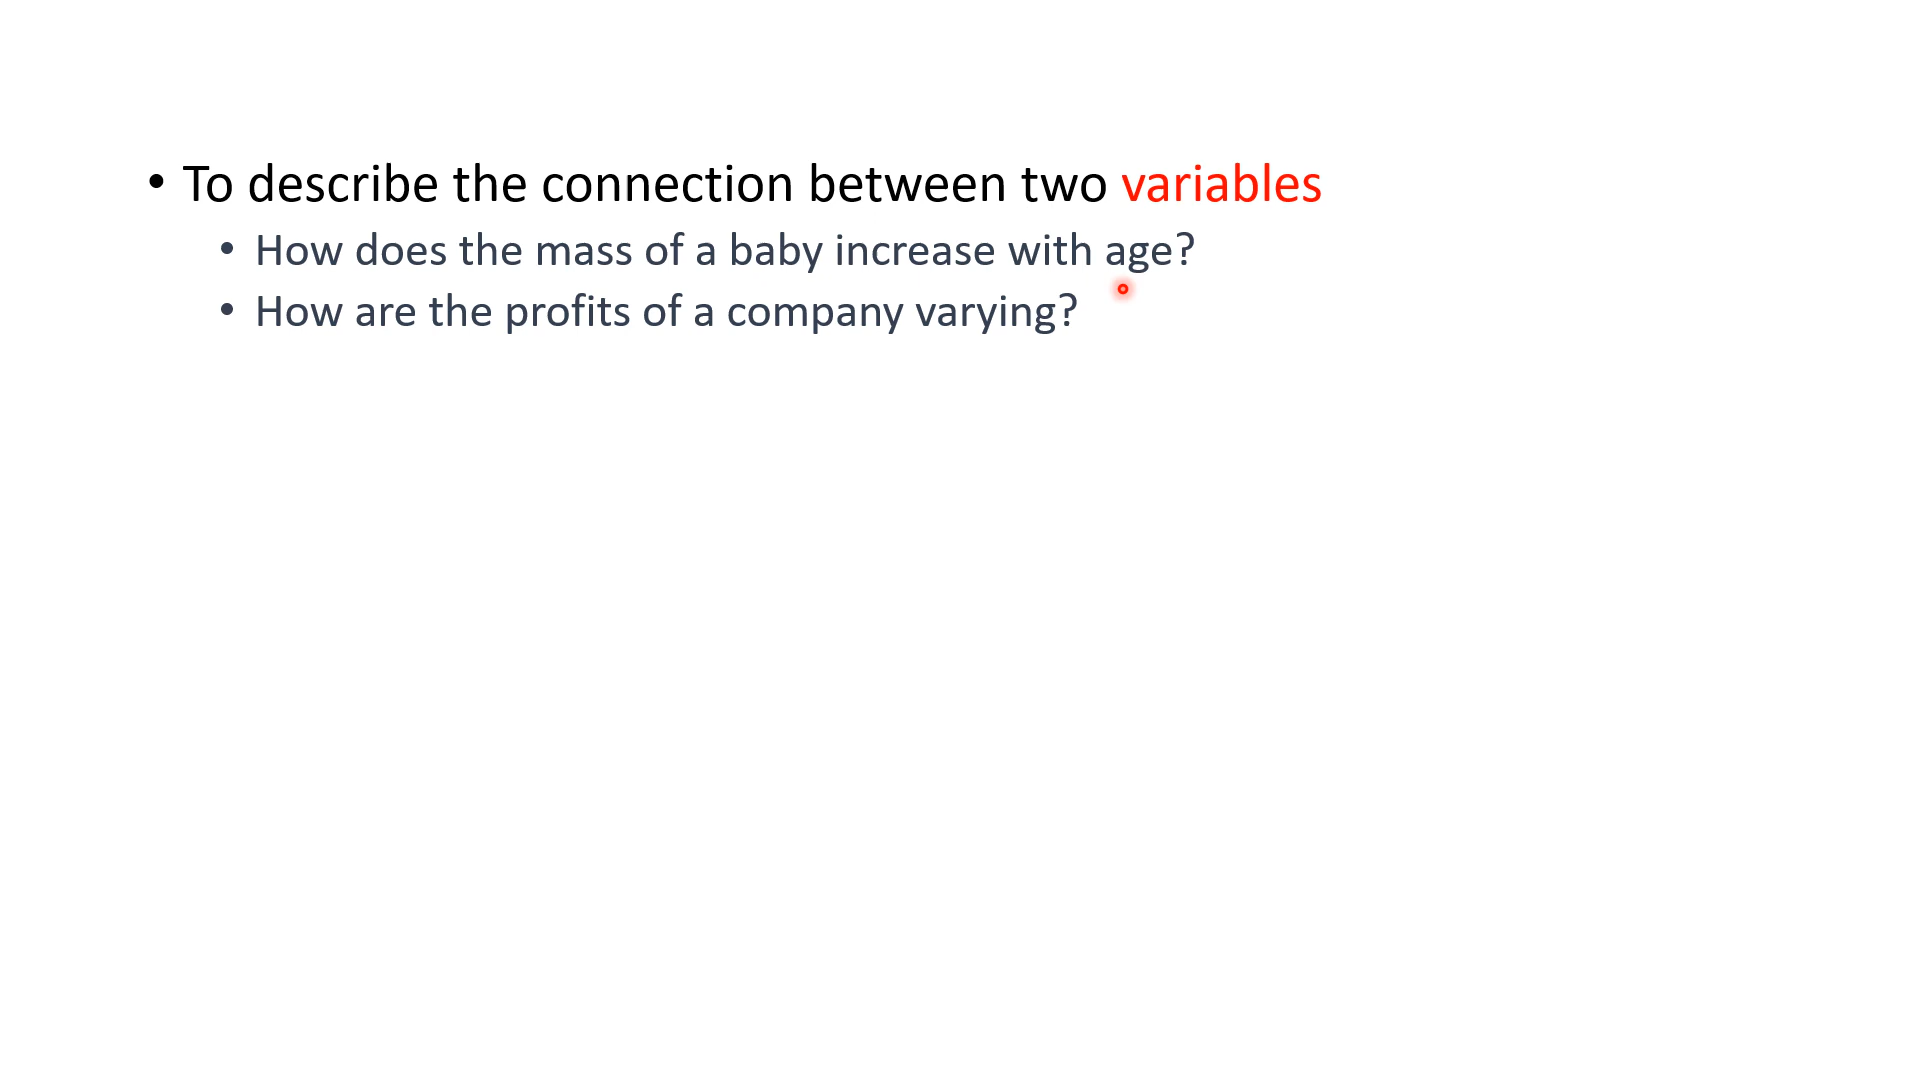 • To describe the connection between two variables
• How does the mass of a baby increase with age?
• How are the profits of a company varying?